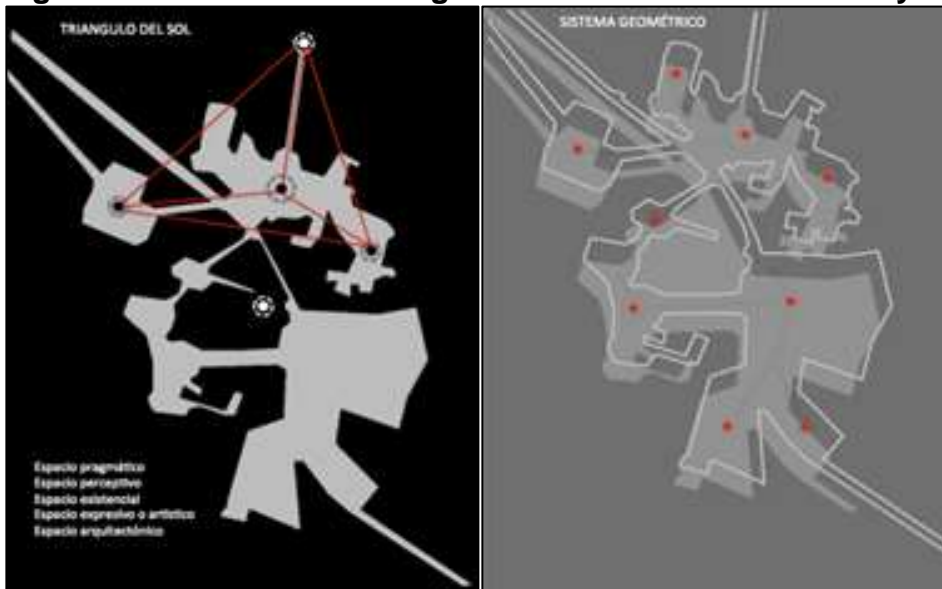 TRIANGULO DEL SOL
SISTEMA GEOMÉTRICO
Espacio pragmático
Espacio perceptivo
Espacio existencial
Espacio expresivo o artístico
Espacio arquitectónico